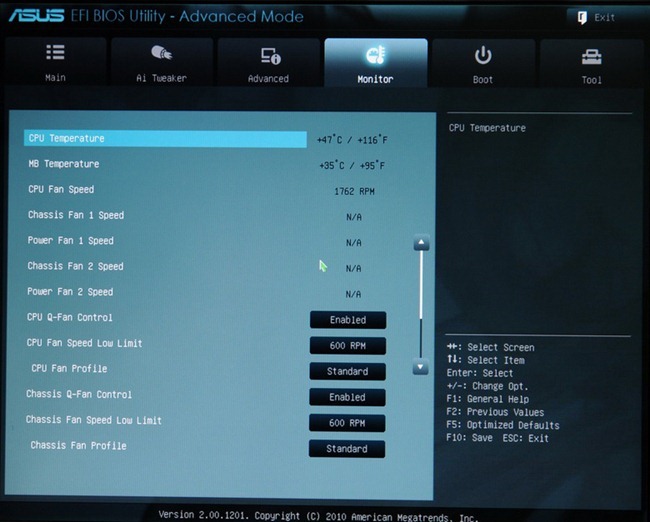 ASUS EFI BIOS Utility - Advanced Mode
Exit
Main
Ai Tweaker
Advanced
Monitor
Boot
Tool
CPU Temperature +47°C / +116°F
MB Temperature +35°C / +95°F
CPU Fan Speed 1762 RPM
Chassis Fan 1 Speed N/A
Power Fan 1 Speed N/A
Chassis Fan 2 Speed N/A
Power Fan 2 Speed N/A
CPU Q-Fan Control Enabled
CPU Fan Speed Low Limit 600 RPM
CPU Fan Profile Standard
Chassis Q-Fan Control Enabled
Chassis Fan Speed Low Limit 600 RPM
Chassis Fan Profile Standard
CPU Temperature
→←: Select Screen
↑↓: Select Item
Enter: Select
+/-: Change Opt.
F1: General Help
F2: Previous Values
F5: Optimized Defaults
F10: Save ESC: Exit
Version 2.00.1201. Copyright (C) 2010 American Megatrends, Inc.